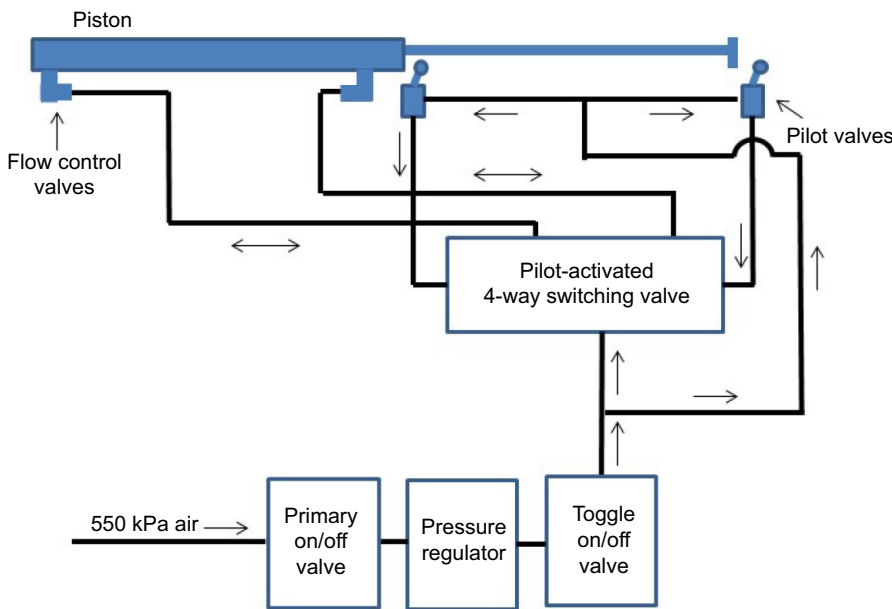 Piston
Flow control
valves
Pilot valves
Pilot-activated
4-way switching valve
550 kPa air
Primary
on/off
valve
Pressure
regulator
Toggle
on/off
valve